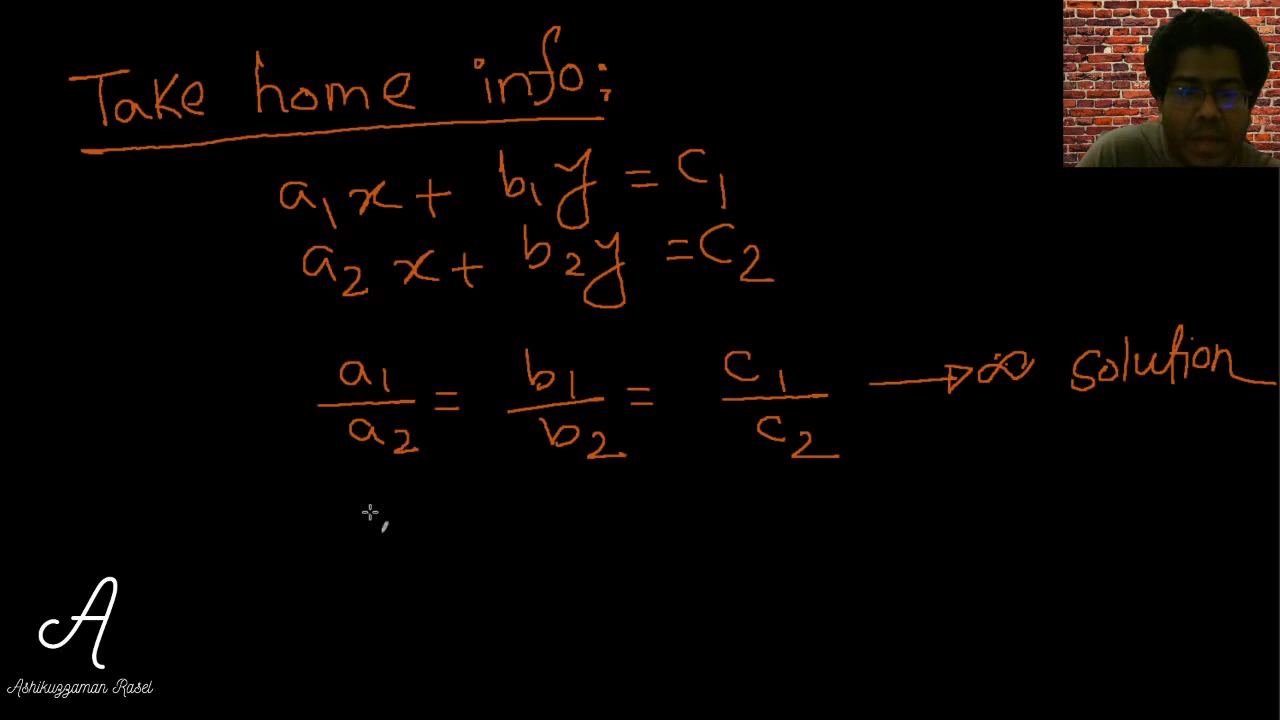 Take home info:
a₁x + b₁y = c₁
a₂x + b₂y = c₂
a₁/a₂ = b₁/b₂ = c₁/c₂ → ∞ solution
A
Ashikuzzaman Rasel